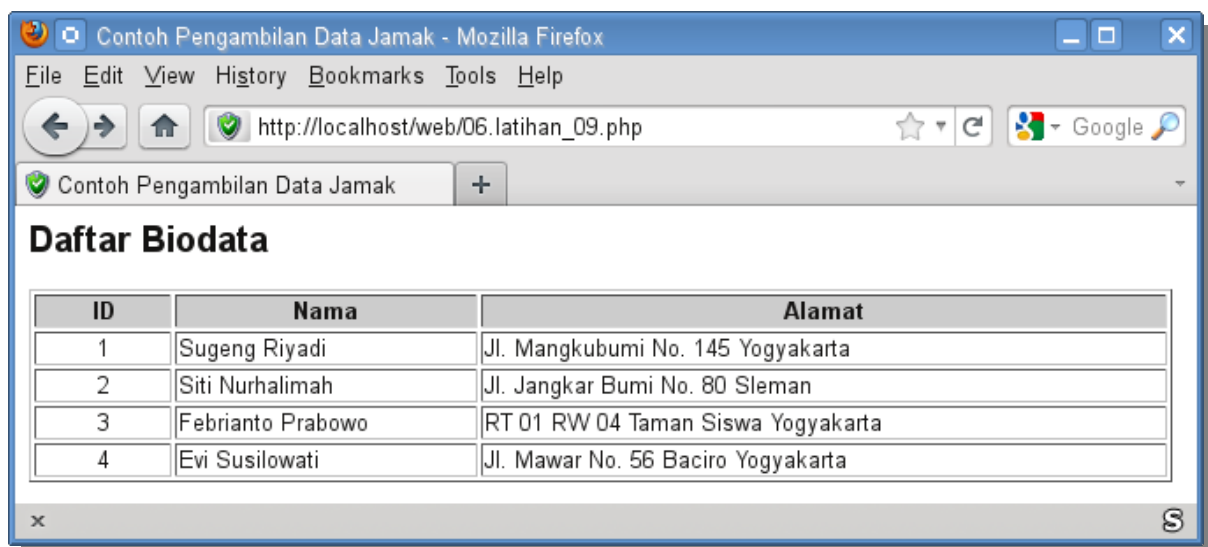 Contoh Pengambilan Data Jamak - Mozilla Firefox
File Edit View History Bookmarks Tools Help
http://localhost/web/06.latihan_09.php Google
Contoh Pengambilan Data Jamak +
Daftar Biodata
ID Nama Alamat
1 Sugeng Riyadi Jl. Mangkubumi No. 145 Yogyakarta
2 Siti Nurhalimah Jl. Jangkar Bumi No. 80 Sleman
3 Febrianto Prabowo RT 01 RW 04 Taman Siswa Yogyakarta
4 Evi Susilowati Jl. Mawar No. 56 Baciro Yogyakarta
x S